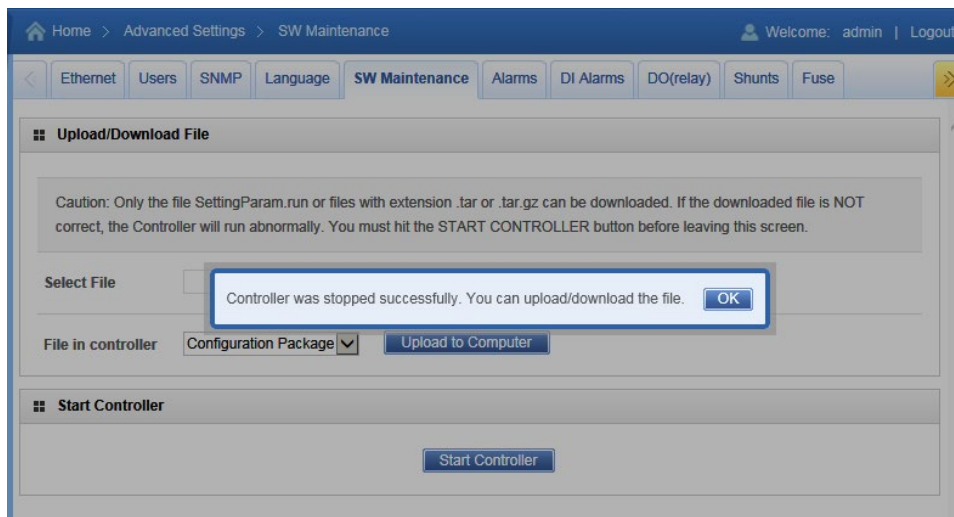 Home > Advanced Settings > SW Maintenance
Welcome: admin | Logout
Ethernet Users SNMP Language SW Maintenance Alarms DI Alarms DO(relay) Shunts Fuse
Upload/Download File
Caution: Only the file SettingParam.run or files with extension .tar or .tar.gz can be downloaded. If the downloaded file is NOT
correct, the Controller will run abnormally. You must hit the START CONTROLLER button before leaving this screen.
Select File
Controller was stopped successfully. You can upload/download the file. OK
File in controller Configuration Package Upload to Computer
Start Controller
Start Controller